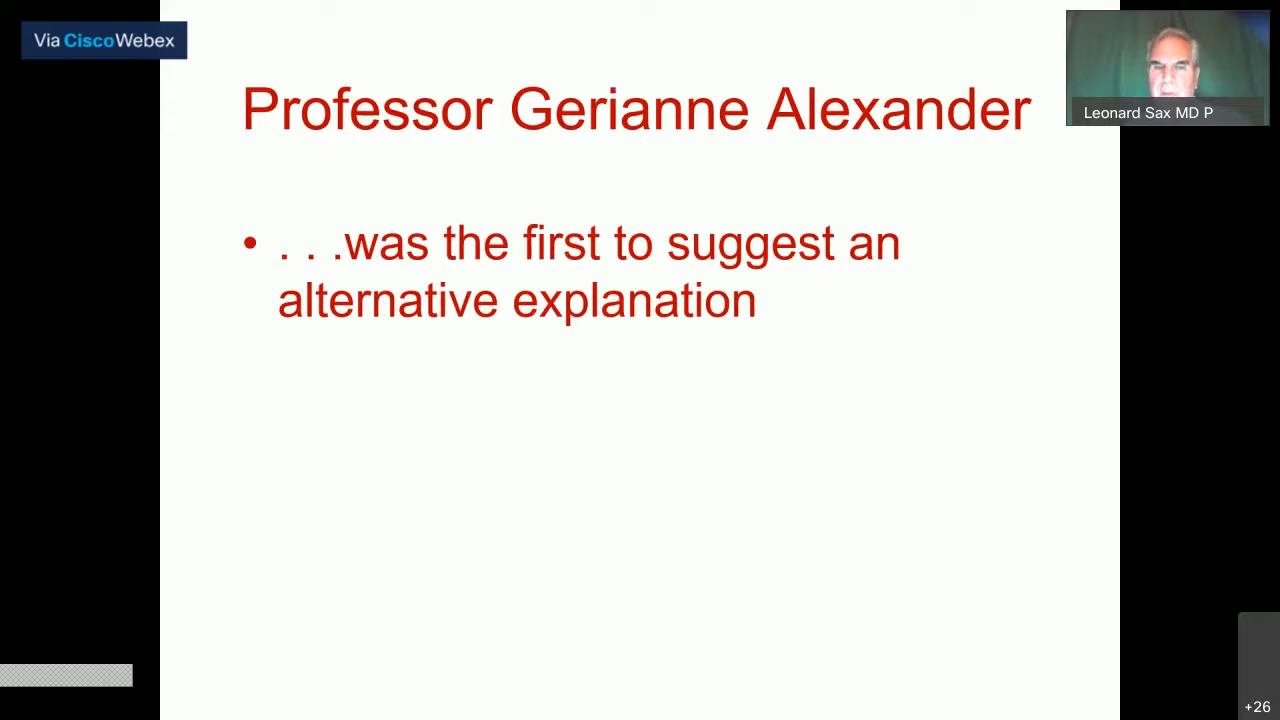 Via CiscoWebex
Professor Gerianne Alexander
Leonard Sax MD P
• . . .was the first to suggest an
alternative explanation
+26